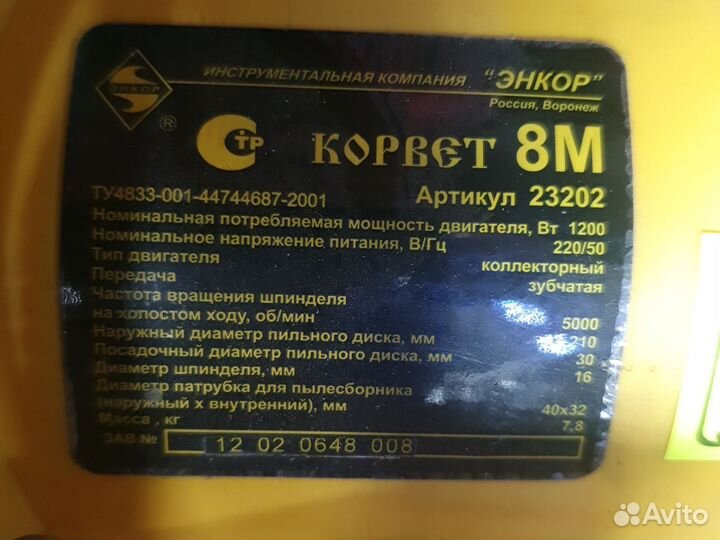 ЭНКОР
®
ИНСТРУМЕНТАЛЬНАЯ КОМПАНИЯ "ЭНКОР"
Россия, Воронеж
СТР КОРВЕТ 8М
ТУ4833-001-44744687-2001 Артикул 23202
Номинальная потребляемая мощность двигателя, Вт 1200
Номинальное напряжение питания, В/Гц 220/50
Тип двигателя коллекторный
Передача зубчатая
Частота вращения шпинделя
на холостом ходу, об/мин 5000
Наружный диаметр пильного диска, мм 210
Посадочный диаметр пильного диска, мм 30
Диаметр шпинделя, мм 16
Диаметр патрубка для пылесборника
(наружный х внутренний), мм 40х32
Масса, кг 7,8
ЗАВ № 12 02 0648 008
Avito